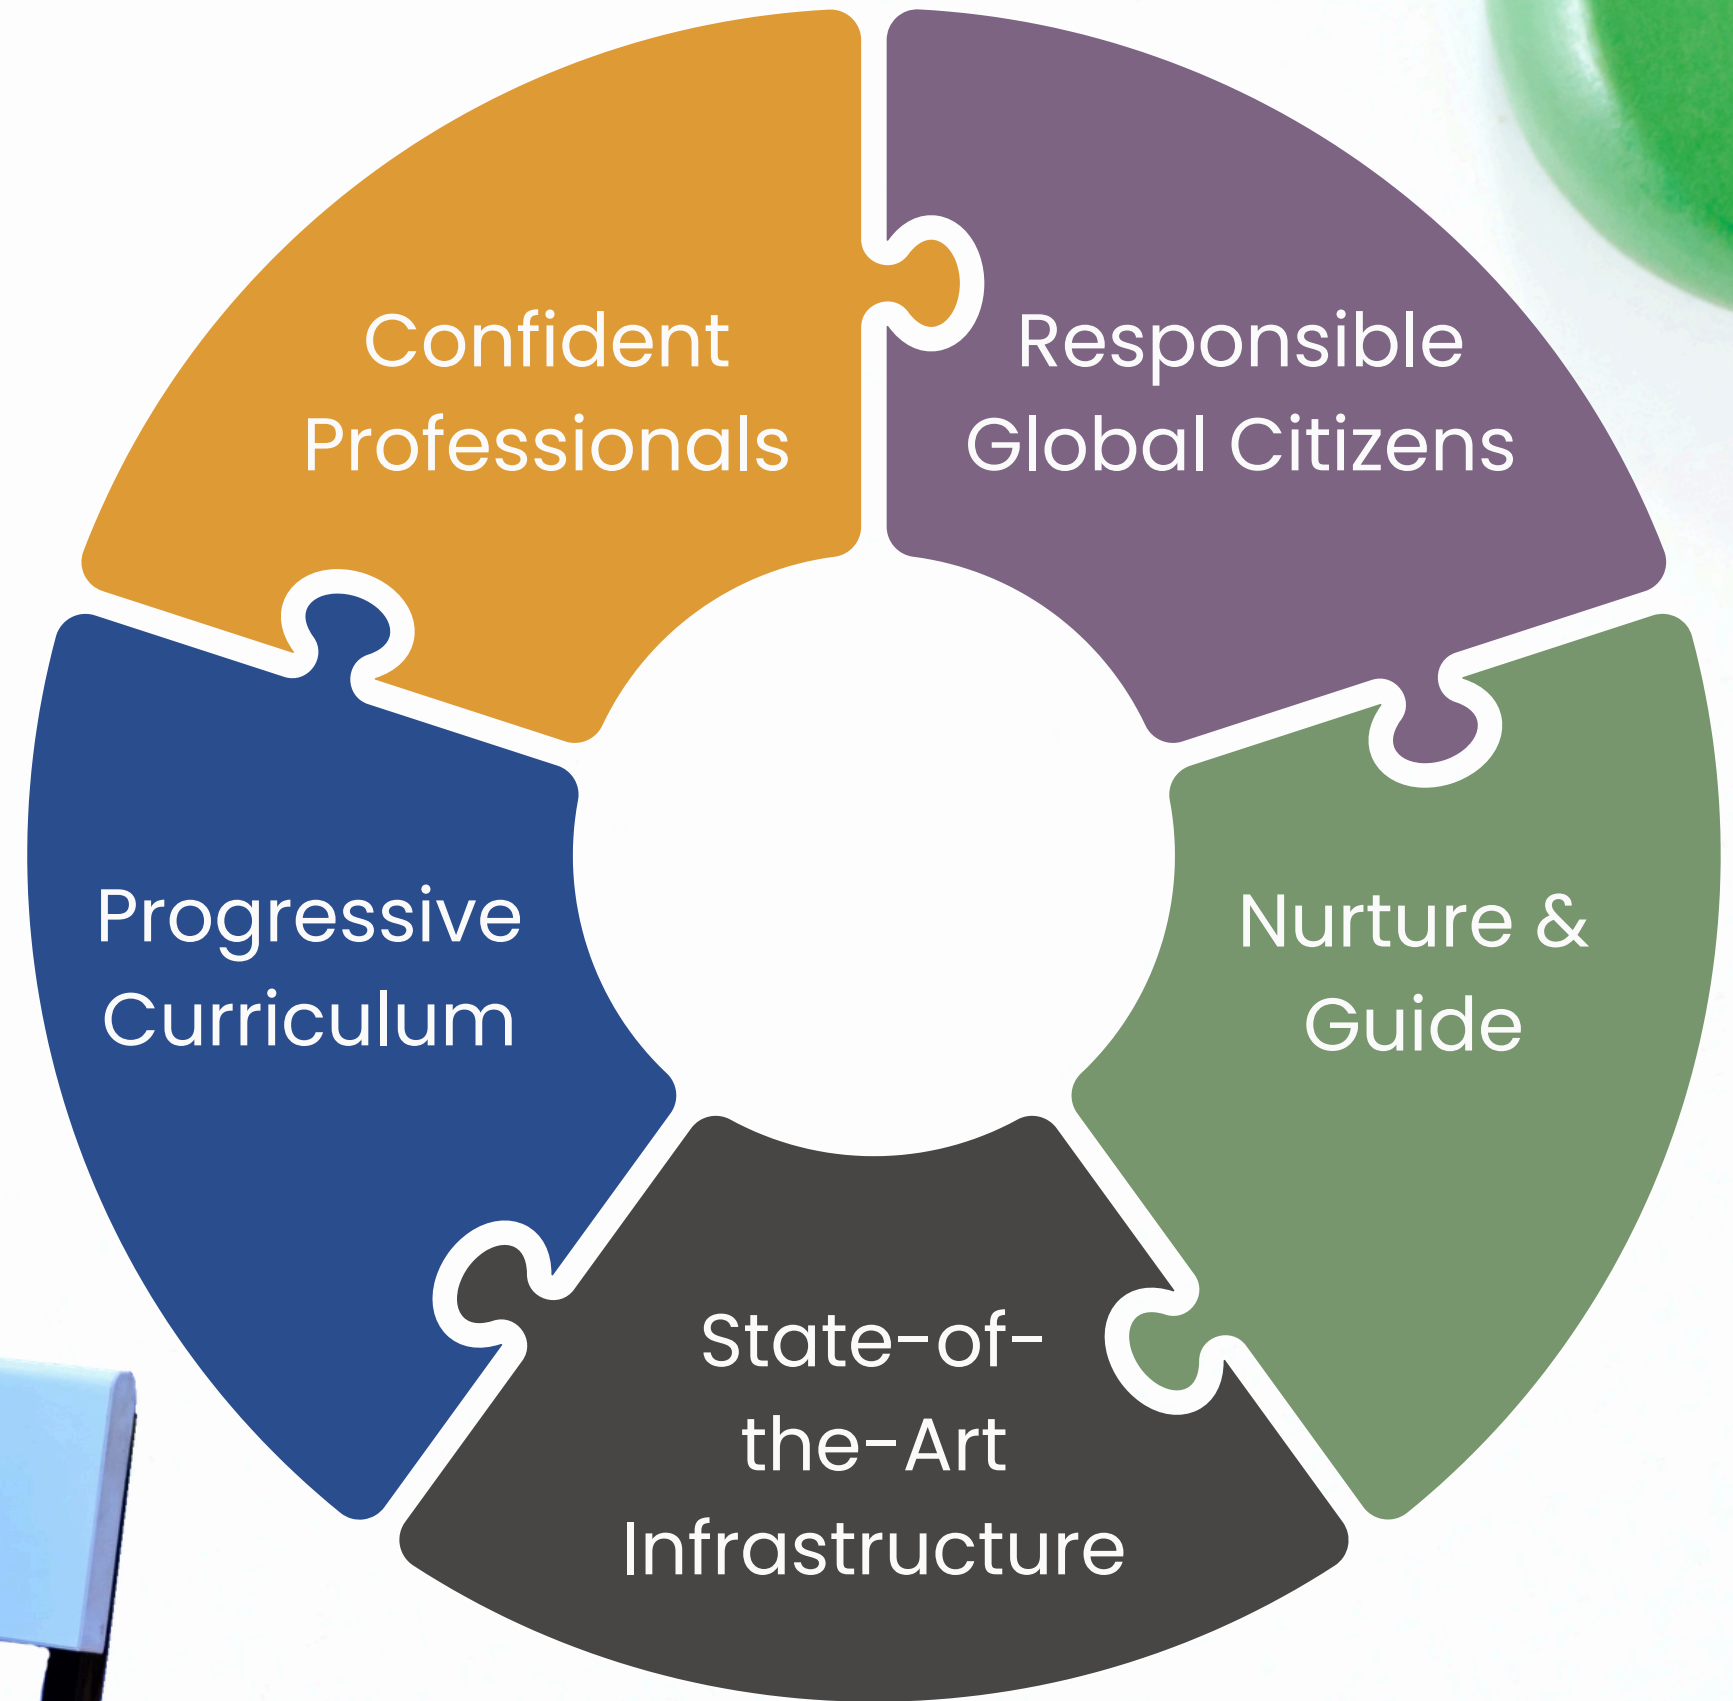 Confident
Professionals
Responsible
Global Citizens
Progressive
Curriculum
Nurture &
Guide
State-of-
the-Art
Infrastructure